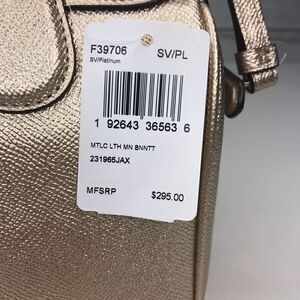 F39706 SV/PL
SV/Platinum
1 92643 36563 6
MTLC LTH MN BNNTT
231965JAX
MFSRP $295.00